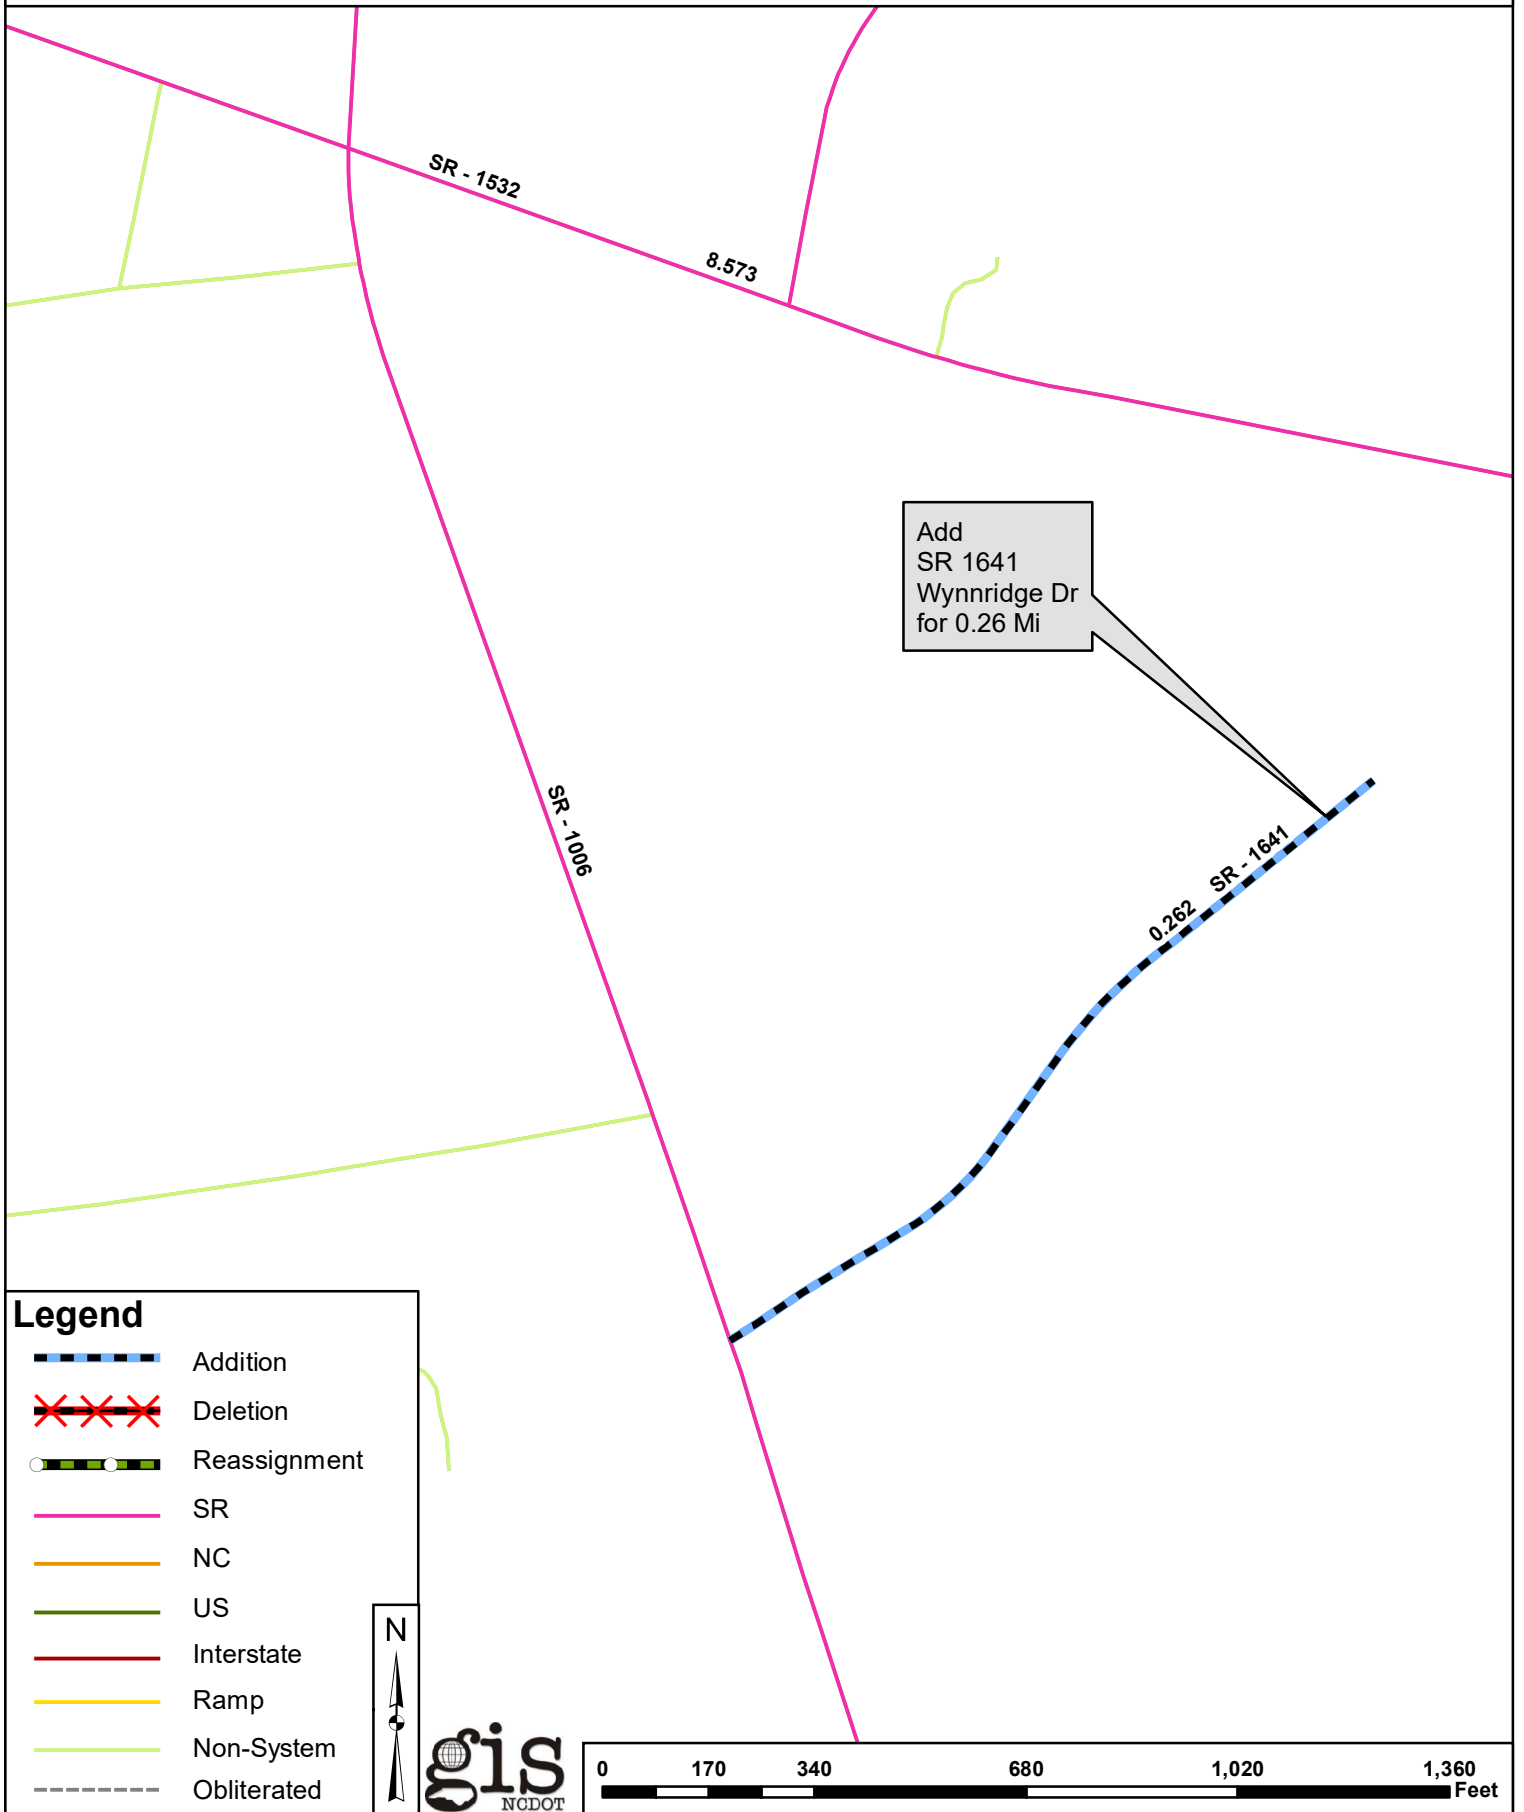 SR - 1532
8.573
Add
SR 1641
Wynnridge Dr
for 0.26 Mi
SR - 1006
SR - 1641
0.262
Legend
Addition
Deletion
Reassignment
SR
NC
US
Interstate
Ramp
Non-System
Obliterated
N
gis
NCDOT
0 170 340 680 1,020 1,360
Feet